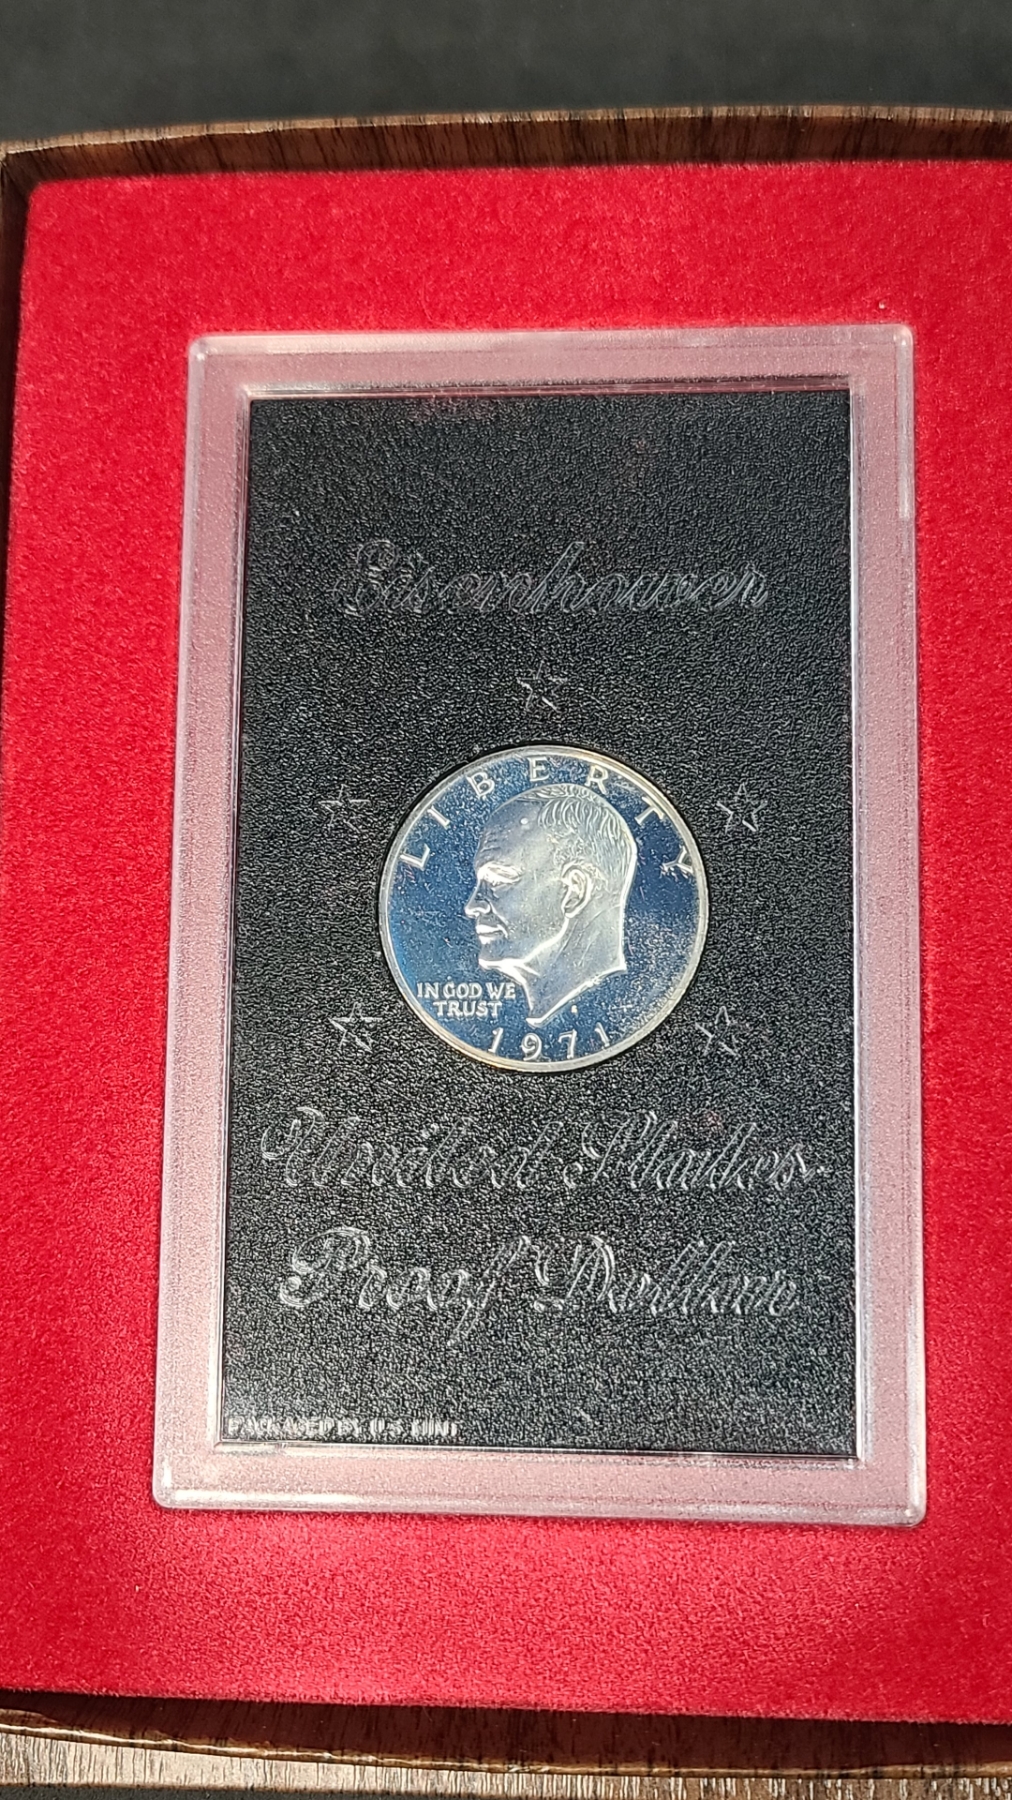 Eisenhower
LIBERTY
IN GOD WE
TRUST
1971
United States
Proof Dollar
PACKAGED BY U.S. MINT